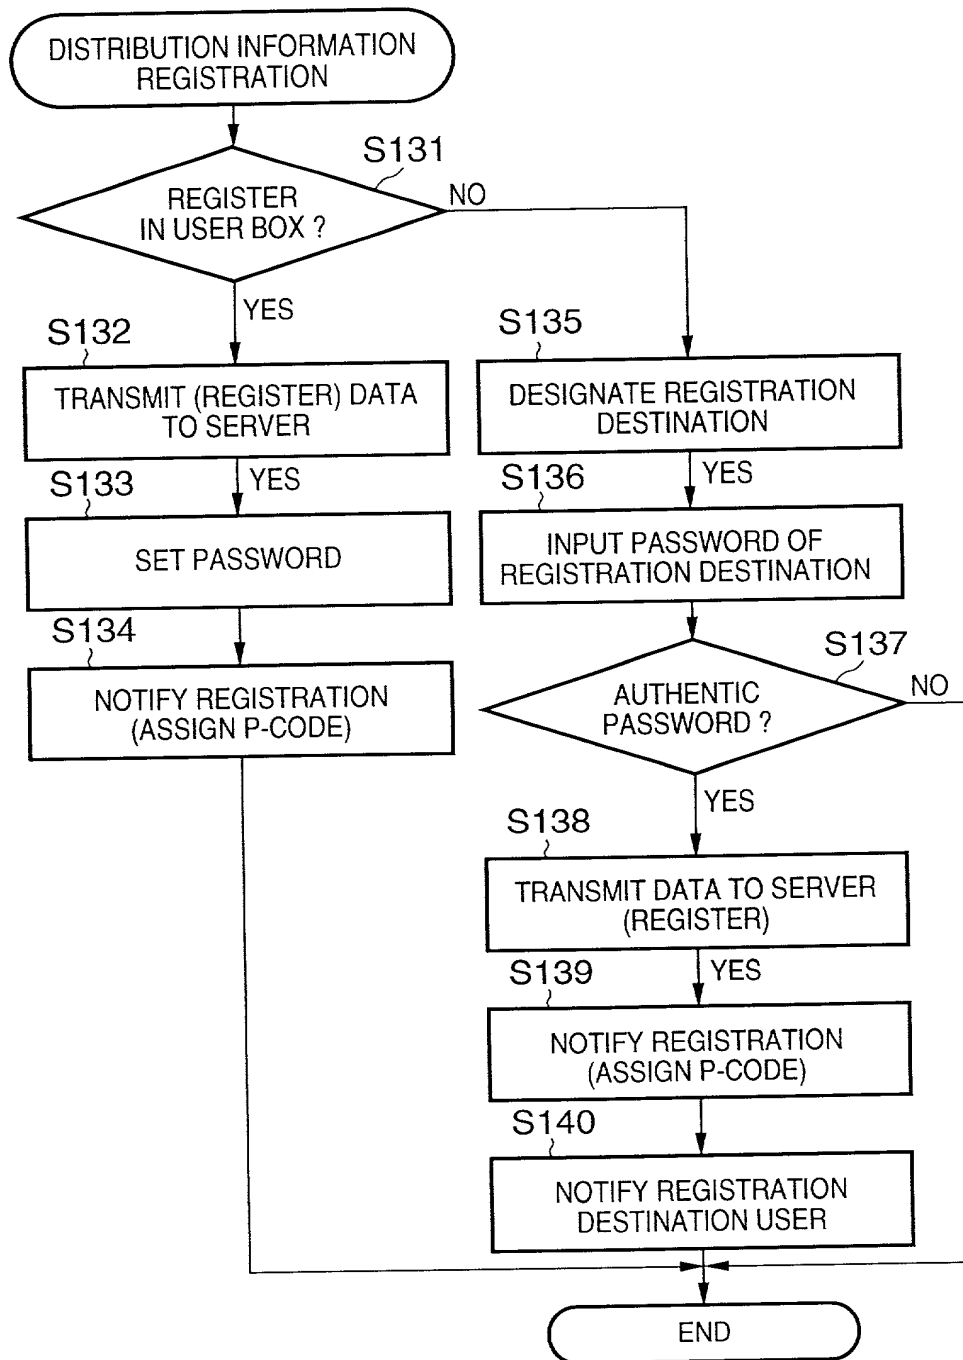 DISTRIBUTION INFORMATION
REGISTRATION
S131
REGISTER
IN USER BOX ?
NO
YES
S132
TRANSMIT (REGISTER) DATA
TO SERVER
YES
S133
SET PASSWORD
S134
NOTIFY REGISTRATION
(ASSIGN P-CODE)
S135
DESIGNATE REGISTRATION
DESTINATION
YES
S136
INPUT PASSWORD OF
REGISTRATION DESTINATION
S137
AUTHENTIC
PASSWORD ?
NO
YES
S138
TRANSMIT DATA TO SERVER
(REGISTER)
YES
S139
NOTIFY REGISTRATION
(ASSIGN P-CODE)
S140
NOTIFY REGISTRATION
DESTINATION USER
END